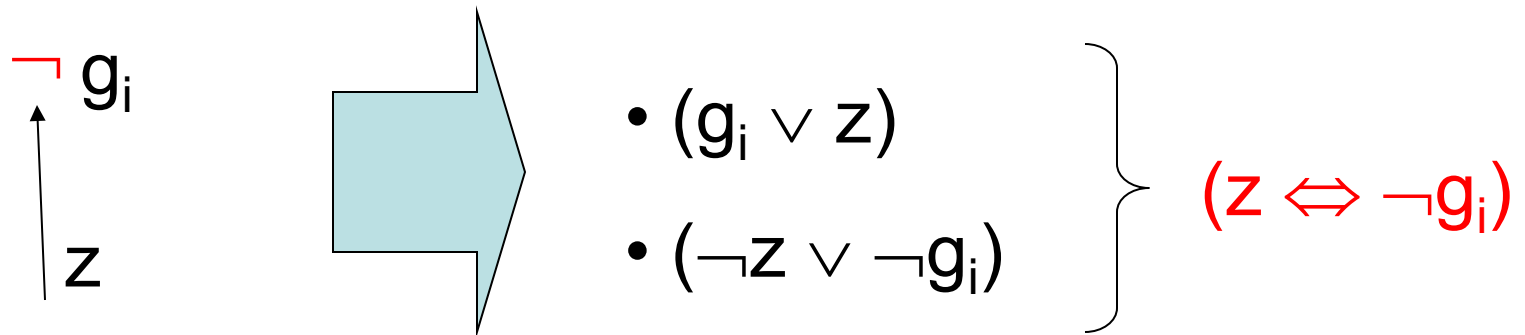 ¬ gᵢ
z
• (gᵢ ∨ z)
• (¬z ∨ ¬gᵢ)
(z ⇔ ¬gᵢ)